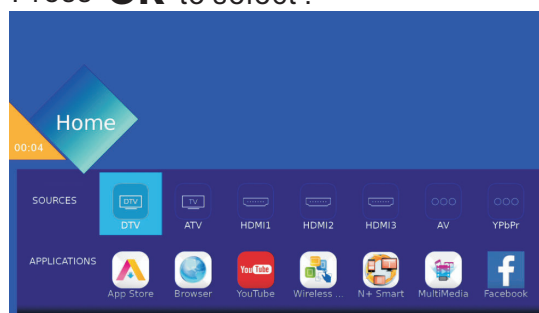 OK to select .
Home
00:04
SOURCES
DTV TV
DTV ATV HDMI1 HDMI2 HDMI3 AV YPbPr
APPLICATIONS
You Tube
App Store Browser YouTube Wireless ... N+ Smart MultiMedia Facebook